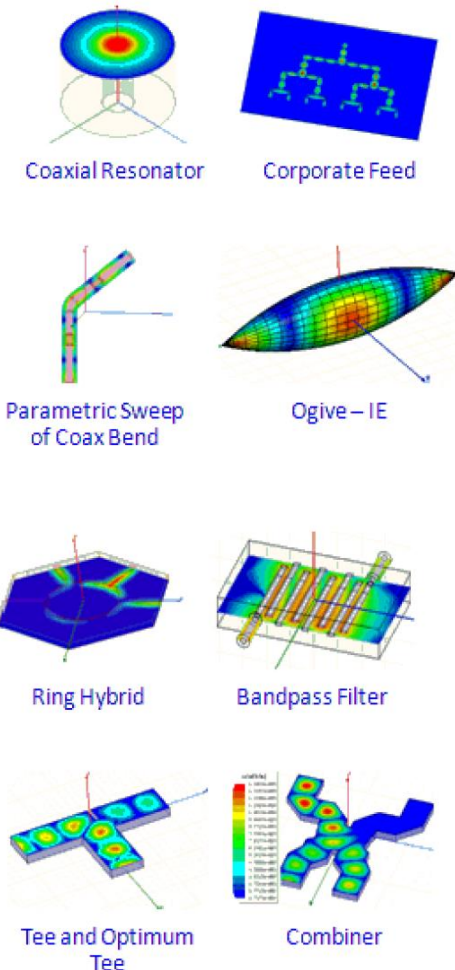 Coaxial Resonator
Corporate Feed
Parametric Sweep
of Coax Bend
Ogive – IE
Ring Hybrid
Bandpass Filter
Tee and Optimum
Tee
Combiner